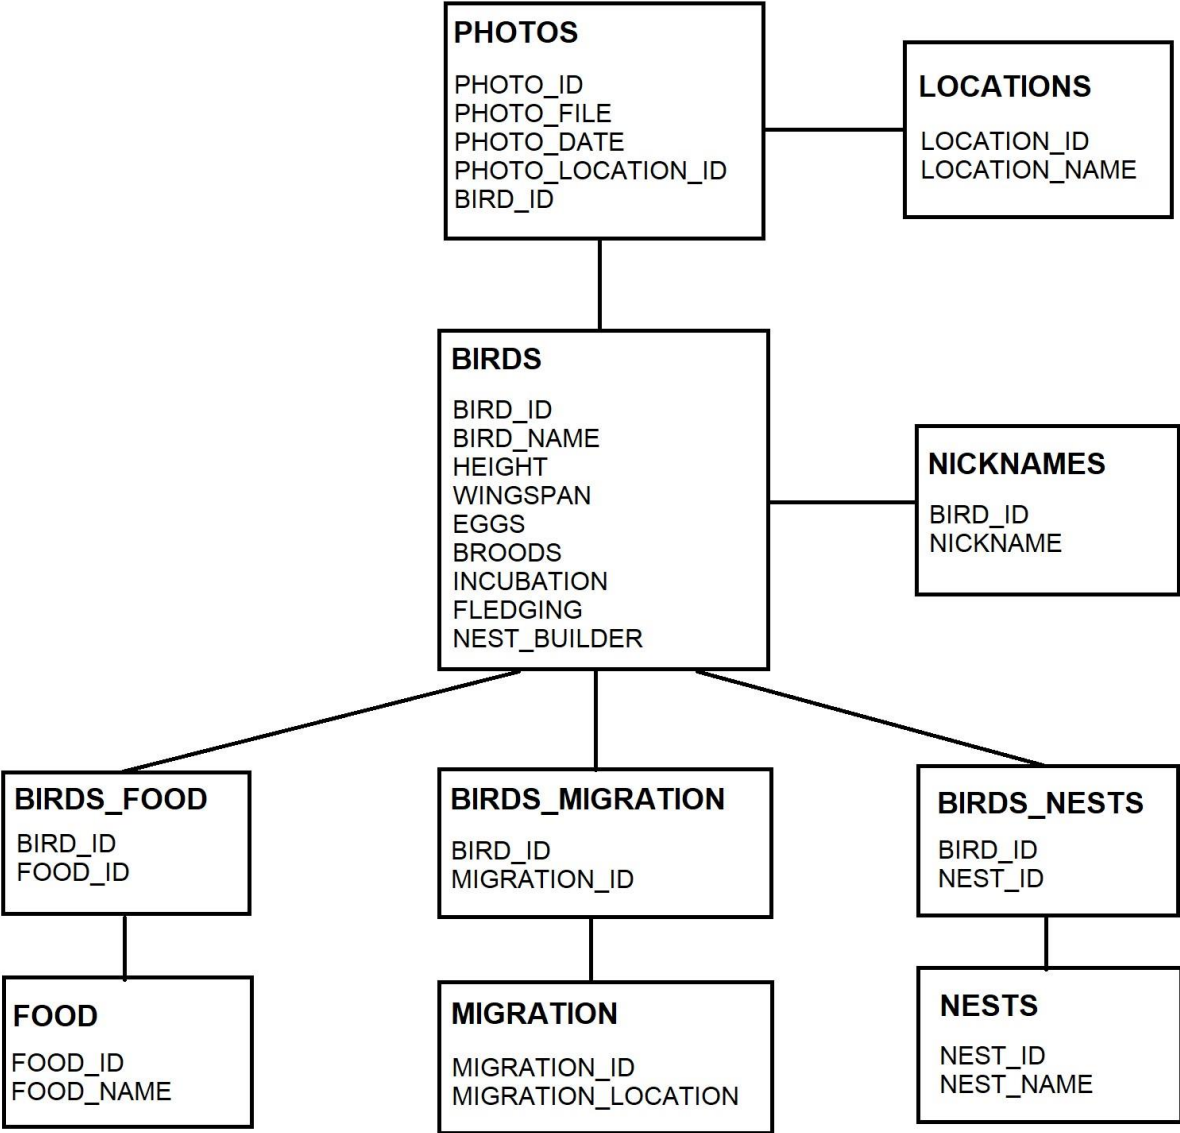 PHOTOS
PHOTO_ID
PHOTO_FILE
PHOTO_DATE
PHOTO_LOCATION_ID
BIRD_ID
LOCATIONS
LOCATION_ID
LOCATION_NAME
BIRDS
BIRD_ID
BIRD_NAME
HEIGHT
WINGSPAN
EGGS
BROODS
INCUBATION
FLEDGING
NEST_BUILDER
NICKNAMES
BIRD_ID
NICKNAME
BIRDS_FOOD
BIRD_ID
FOOD_ID
BIRDS_MIGRATION
BIRD_ID
MIGRATION_ID
BIRDS_NESTS
BIRD_ID
NEST_ID
FOOD
FOOD_ID
FOOD_NAME
MIGRATION
MIGRATION_ID
MIGRATION_LOCATION
NESTS
NEST_ID
NEST_NAME